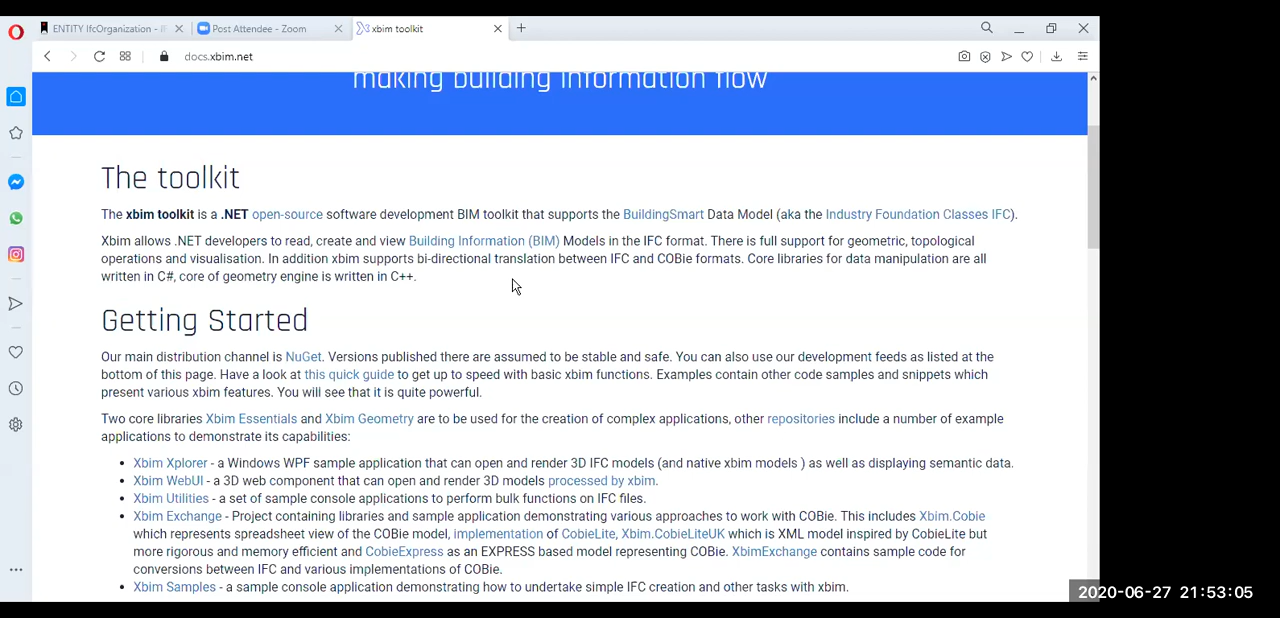 ENTITY IfcOrganization - IF
Post Attendee - Zoom
xbim toolkit
docs.xbim.net
making building information flow
The toolkit
The xbim toolkit is a .NET open-source software development BIM toolkit that supports the BuildingSmart Data Model (aka the Industry Foundation Classes IFC).
Xbim allows .NET developers to read, create and view Building Information (BIM) Models in the IFC format. There is full support for geometric, topological
operations and visualisation. In addition xbim supports bi-directional translation between IFC and COBie formats. Core libraries for data manipulation are all
written in C#, core of geometry engine is written in C++.
Getting Started
Our main distribution channel is NuGet. Versions published there are assumed to be stable and safe. You can also use our development feeds as listed at the
bottom of this page. Have a look at this quick guide to get up to speed with basic xbim functions. Examples contain other code samples and snippets which
present various xbim features. You will see that it is quite powerful.
Two core libraries Xbim Essentials and Xbim Geometry are to be used for the creation of complex applications, other repositories include a number of example
applications to demonstrate its capabilities:
• Xbim Xplorer - a Windows WPF sample application that can open and render 3D IFC models (and native xbim models ) as well as displaying semantic data.
• Xbim WebUI - a 3D web component that can open and render 3D models processed by xbim.
• Xbim Utilities - a set of sample console applications to perform bulk functions on IFC files.
• Xbim Exchange - Project containing libraries and sample application demonstrating various approaches to work with COBie. This includes Xbim.Cobie
which represents spreadsheet view of the COBie model, implementation of CobieLite, Xbim.CobieLiteUK which is XML model inspired by CobieLite but
more rigorous and memory efficient and CobieExpress as an EXPRESS based model representing COBie. XbimExchange contains sample code for
conversions between IFC and various implementations of COBie.
• Xbim Samples - a sample console application demonstrating how to undertake simple IFC creation and other tasks with xbim.
2020-06-27 21:53:05